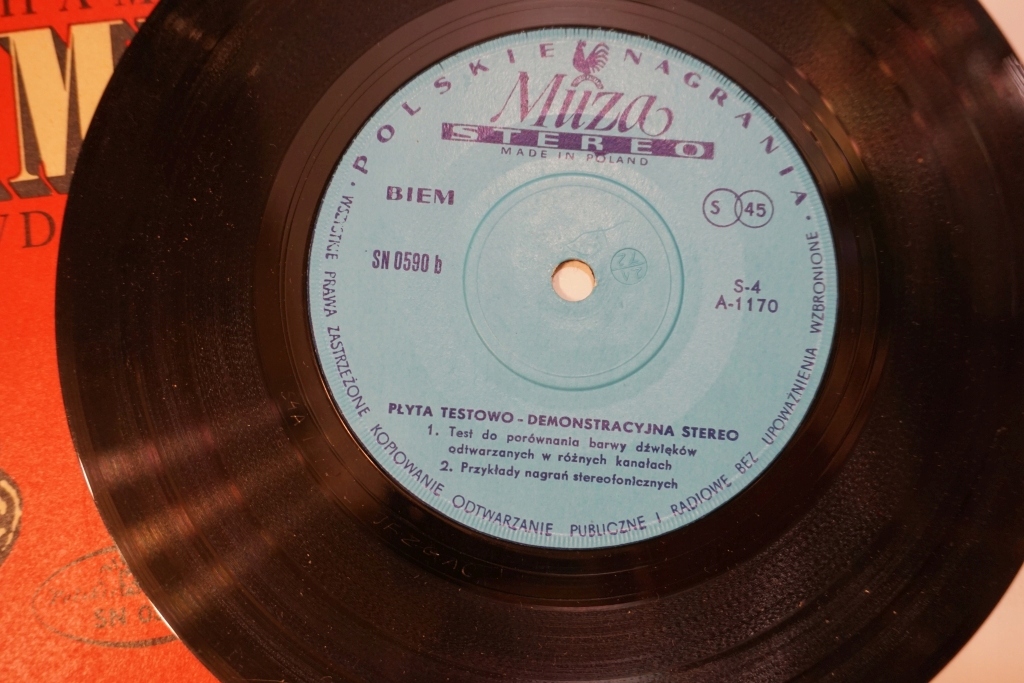 POLSKIE NAGRANIA
Muza
STEREO
MADE IN POLAND
BIEM
S 45
SN 0590 b
S-4
A-1170
PŁYTA TESTOWO - DEMONSTRACYJNA STEREO
1. Test do porównania barwy dźwięków
odtwarzanych w różnych kanałach
2. Przykłady nagrań stereofonicznych
· WSZYSTKIE PRAWA ZASTRZEŻONE KOPIOWANIE ODTWARZANIE PUBLICZNE I RADIOWE BEZ UPOWAŻNIENIA WZBRONIONE ·
SN